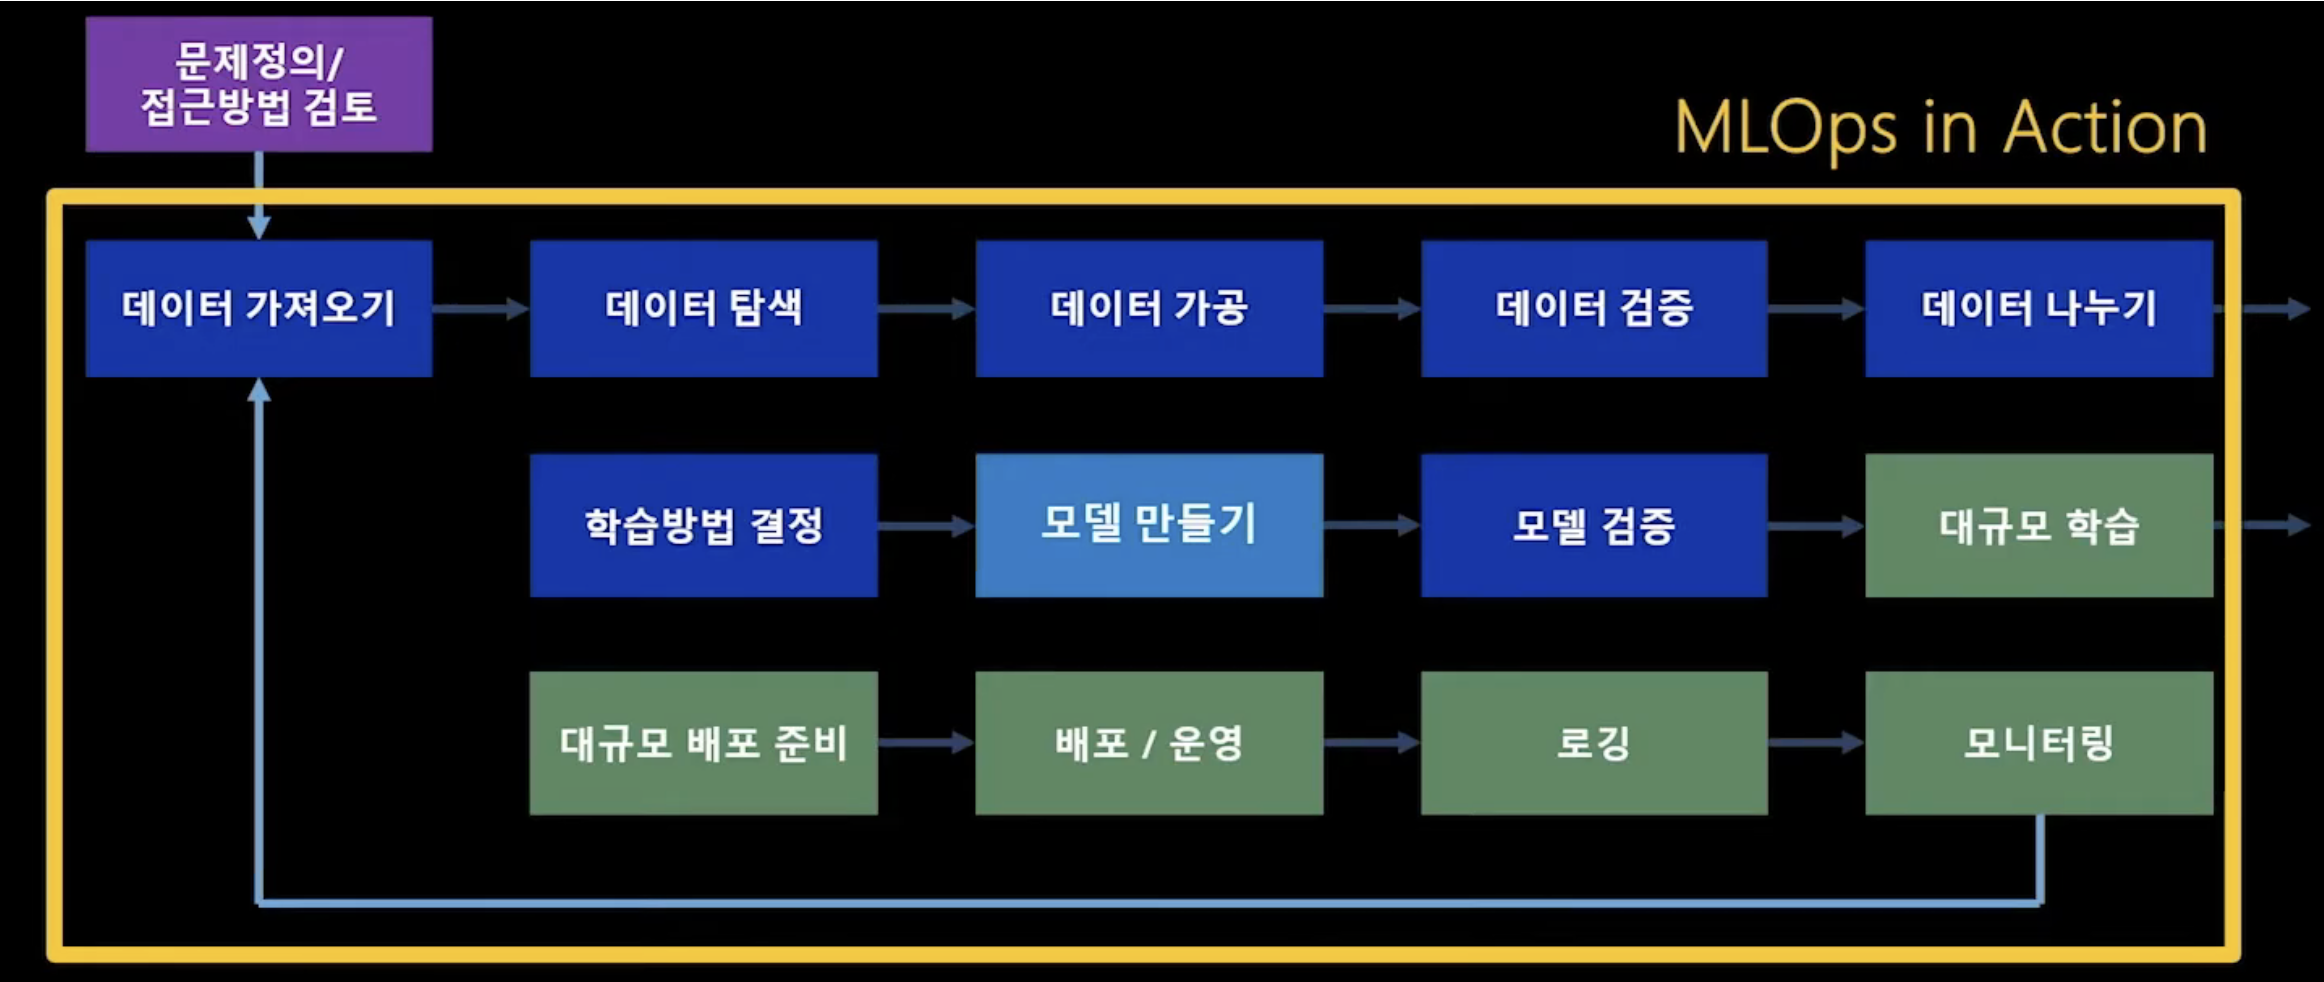 문제정의/
접근방법 검토
MLOps in Action
데이터 가져오기
데이터 탐색
데이터 가공
데이터 검증
데이터 나누기
학습방법 결정
모델 만들기
모델 검증
대규모 학습
대규모 배포 준비
배포 / 운영
로깅
모니터링